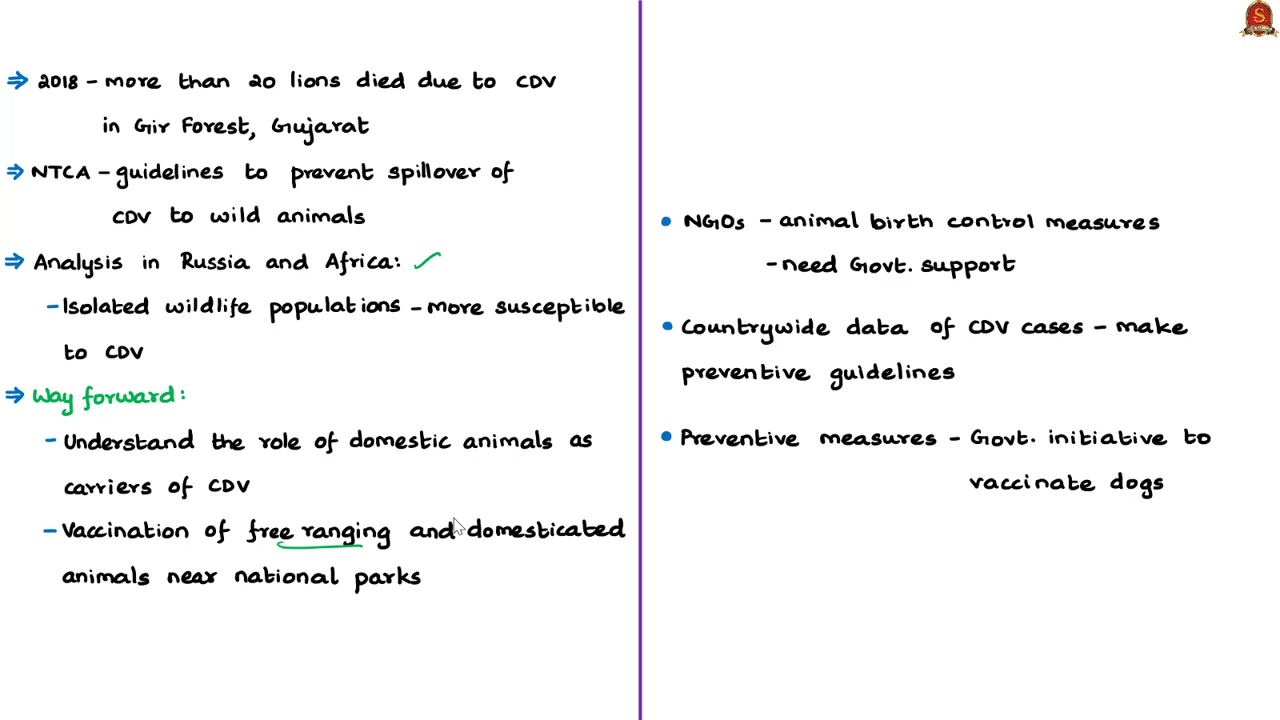 ⇒ 2018 - more than 20 lions died due to CDV
in Gir Forest, Gujarat
⇒ NTCA - guidelines to prevent spillover of
CDV to wild animals
⇒ Analysis in Russia and Africa: ✓
- Isolated wildlife populations - more susceptible
to CDV
⇒ Way forward:
- Understand the role of domestic animals as
carriers of CDV
- Vaccination of free ranging and domesticated
animals near national parks
• NGOs - animal birth control measures
- need Govt. support
• Countrywide data of CDV cases - make
preventive guidelines
• Preventive measures - Govt. initiative to
vaccinate dogs